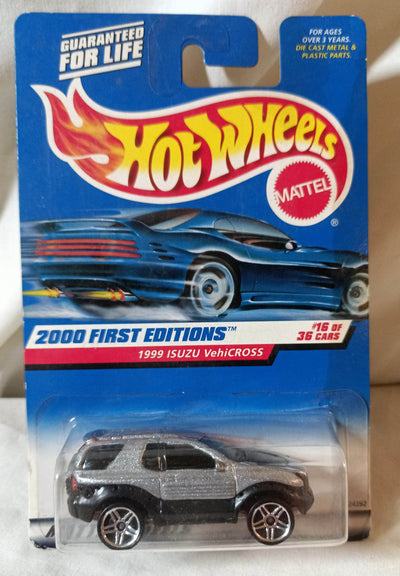 GUARANTEED
FOR LIFE
FOR AGES
OVER 3 YEARS.
DIE CAST METAL &
PLASTIC PARTS.
HOT WHEELS
MATTEL
®
2000 FIRST EDITIONS™
#16 OF
36 CARS
1999 ISUZU VehiCROSS